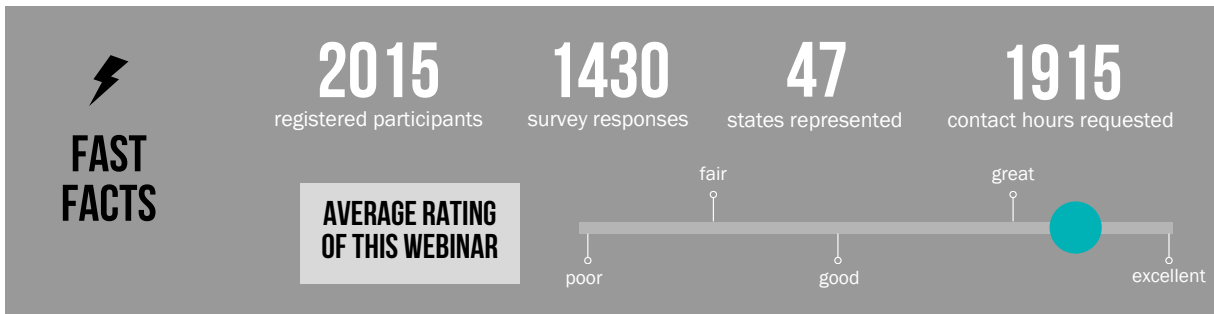 FAST
FACTS
2015
registered participants
1430
survey responses
47
states represented
1915
contact hours requested
AVERAGE RATING
OF THIS WEBINAR
poor
fair
good
great
excellent